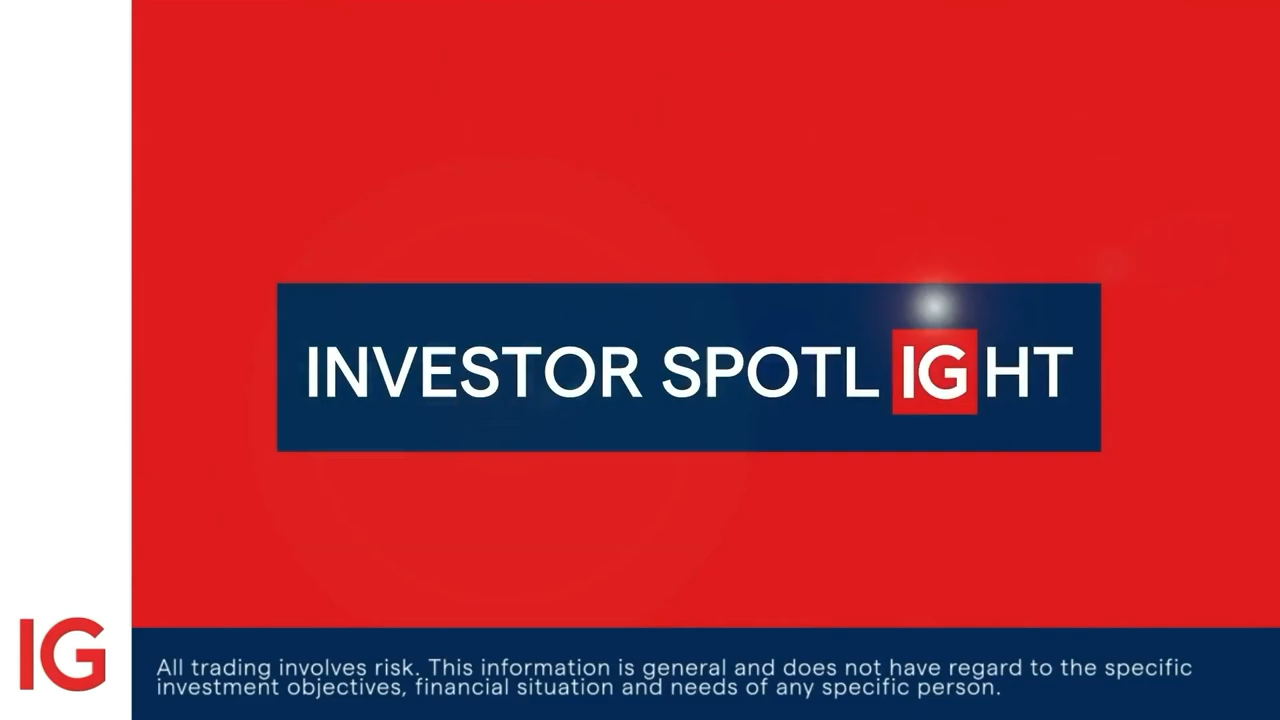 INVESTOR SPOTLIGHT
IG
All trading involves risk. This information is general and does not have regard to the specific
investment objectives, financial situation and needs of any specific person.